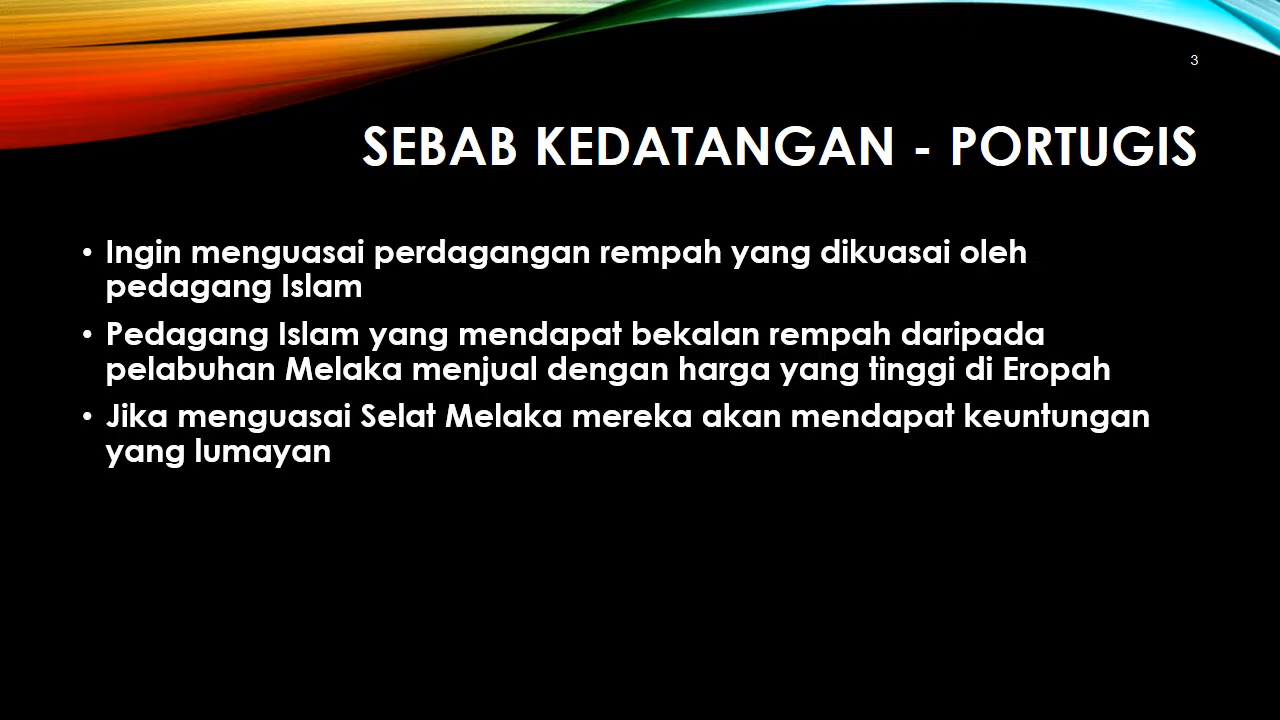 3
SEBAB KEDATANGAN - PORTUGIS
• Ingin menguasai perdagangan rempah yang dikuasai oleh
pedagang Islam
• Pedagang Islam yang mendapat bekalan rempah daripada
pelabuhan Melaka menjual dengan harga yang tinggi di Eropah
• Jika menguasai Selat Melaka mereka akan mendapat keuntungan
yang lumayan